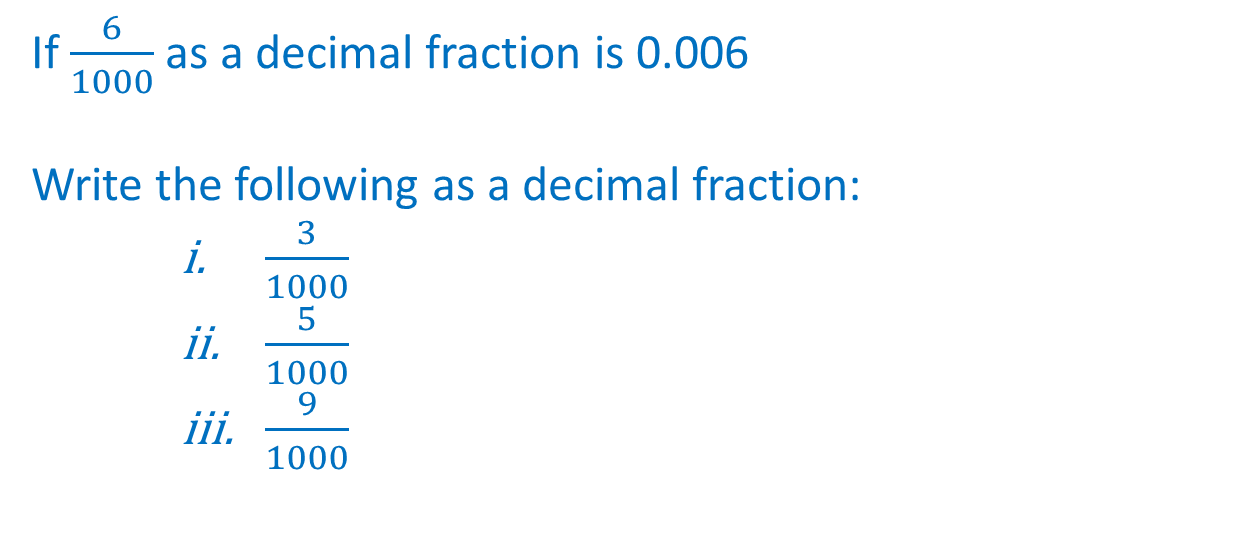 If 6/1000 as a decimal fraction is 0.006
Write the following as a decimal fraction:
i. 3/1000
ii. 5/1000
iii. 9/1000